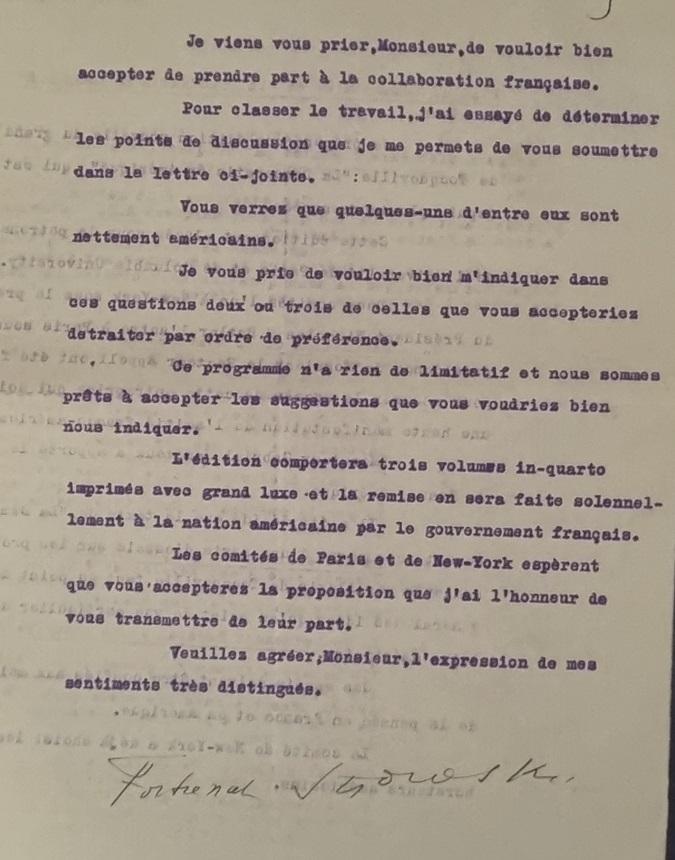 Je viens vous prier,Monsieur,de vouloir bien
accepter de prendre part à la collaboration française.
Pour classer le travail,j'ai essayé de déterminer
les points de discussion que je me permets de vous soumettre
dans la lettre ci-jointe.
Vous verrez que quelques-uns d'entre eux sont
nettement américains.
Je vous prie de vouloir bien m'indiquer dans
ces questions deux ou trois de celles que vous accepteriez
detraiter par ordre de préférence.
Ce programme n'a rien de limitatif et nous sommes
prêts à accepter les suggestions que vous voudriez bien
nous indiquer.
L'édition comportera trois volumes in-quarto
imprimés avec grand luxe et la remise en sera faite solennel-
lement à la nation américaine par le gouvernement français.
Les comités de Paris et de New-York espèrent
que vous accepterez la proposition que j'ai l'honneur de
vous transmettre de leur part.
Veuillez agréer,Monsieur,l'expression de mes
sentiments très distingués.
Fortunat Strowski